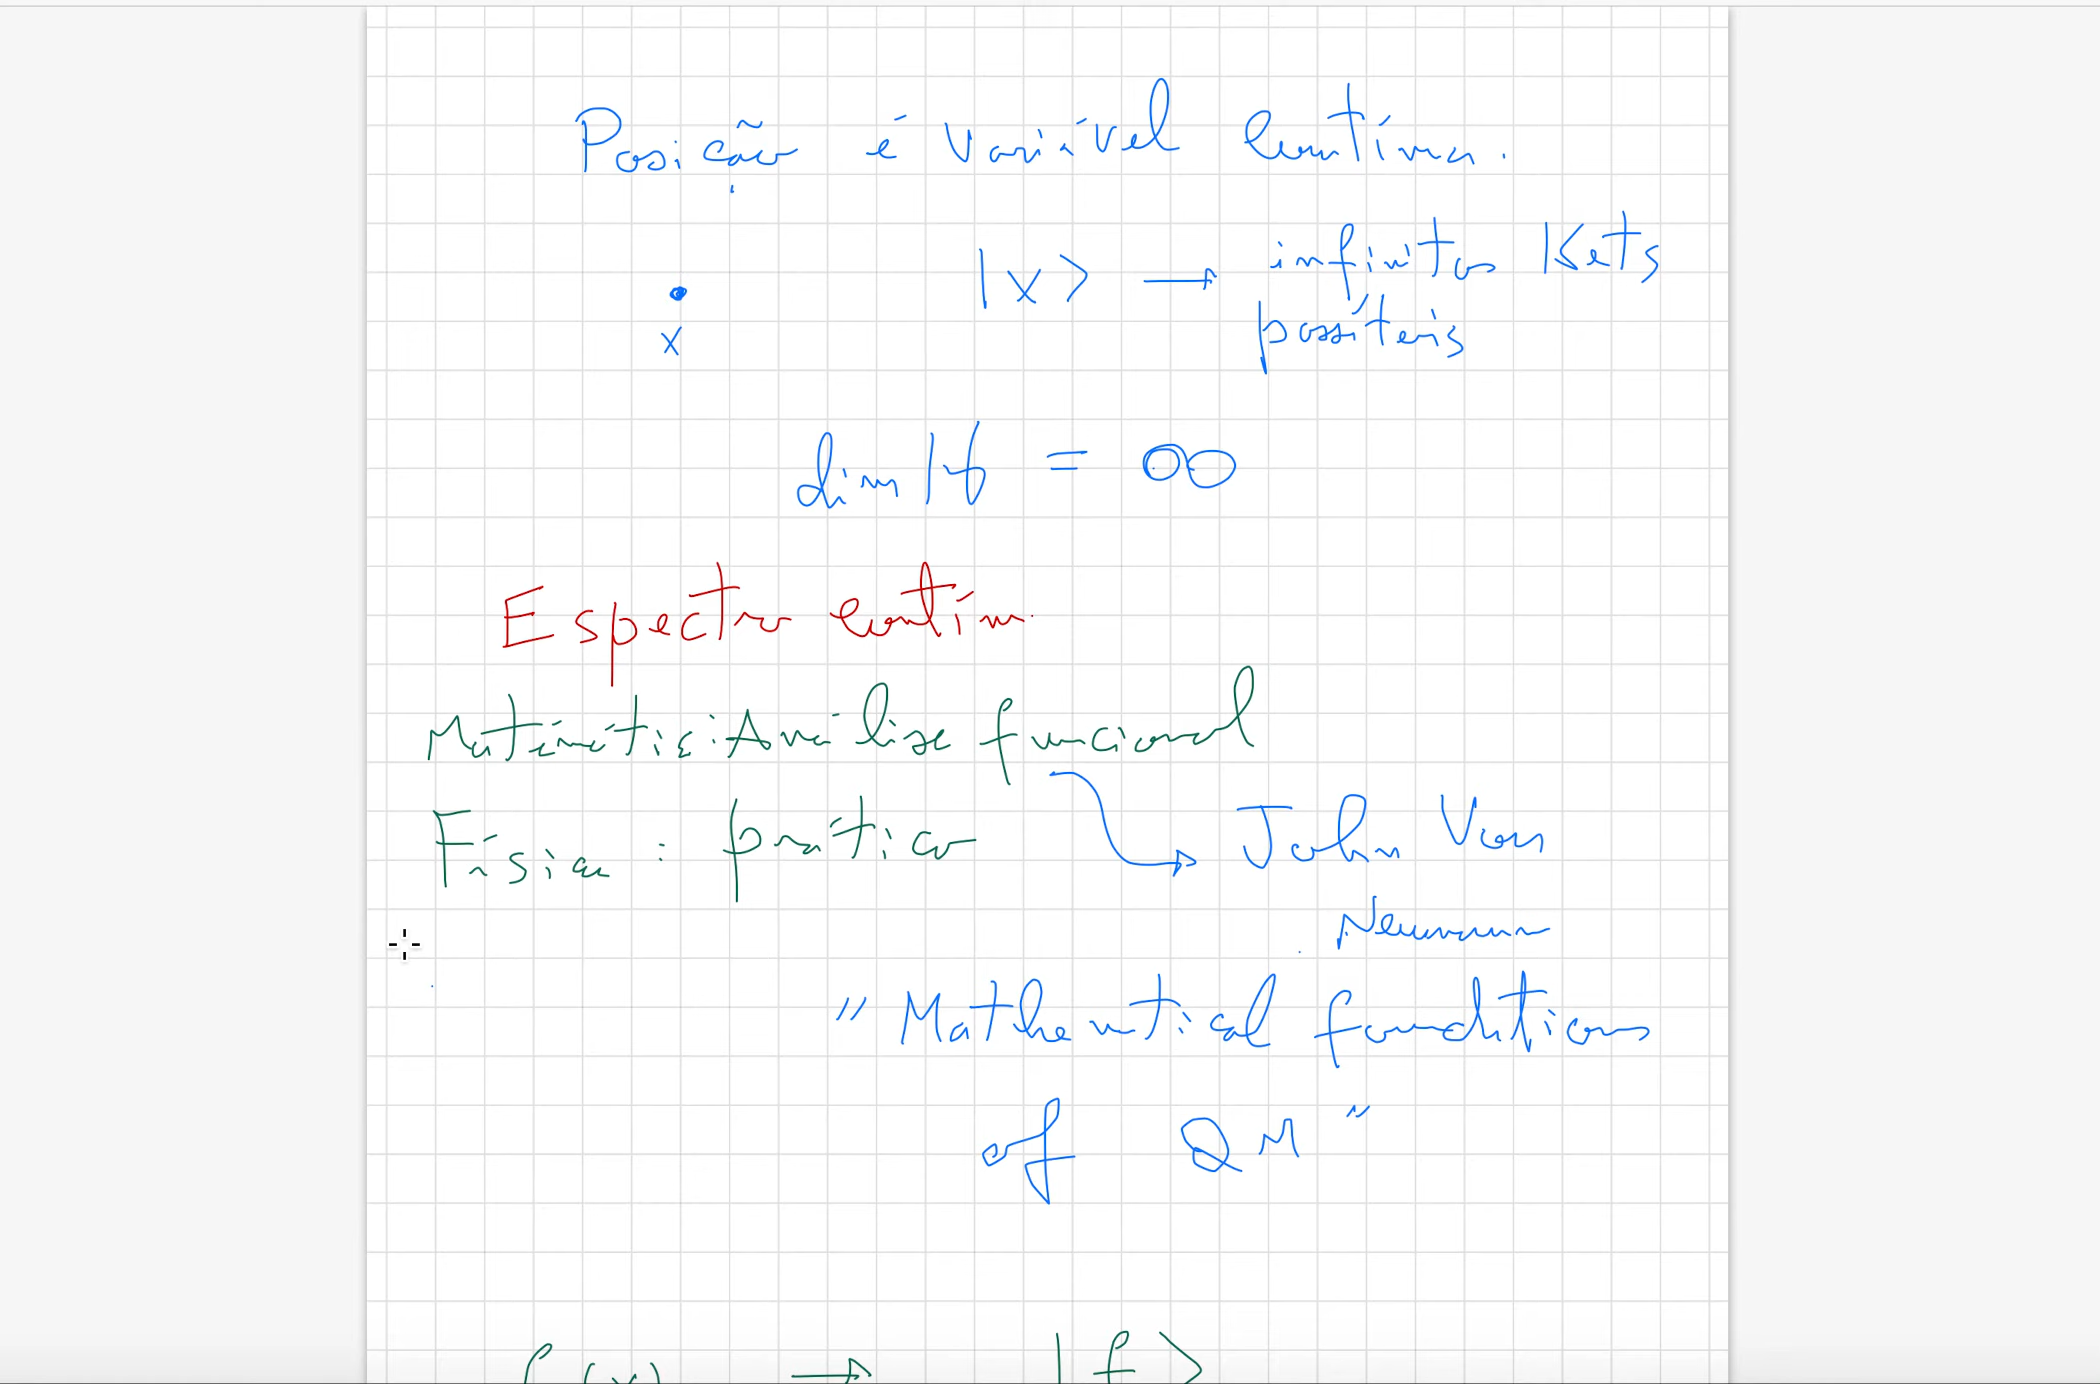 Posição é variável contínua.
|x> → infinitos kets
possíveis
x
dim H = ∞
Espectro contínuo
Matemática: Análise funcional
Física: prático
→ John Von
Neumann
"Mathematical foundations
of QM"
f(x) → |f>